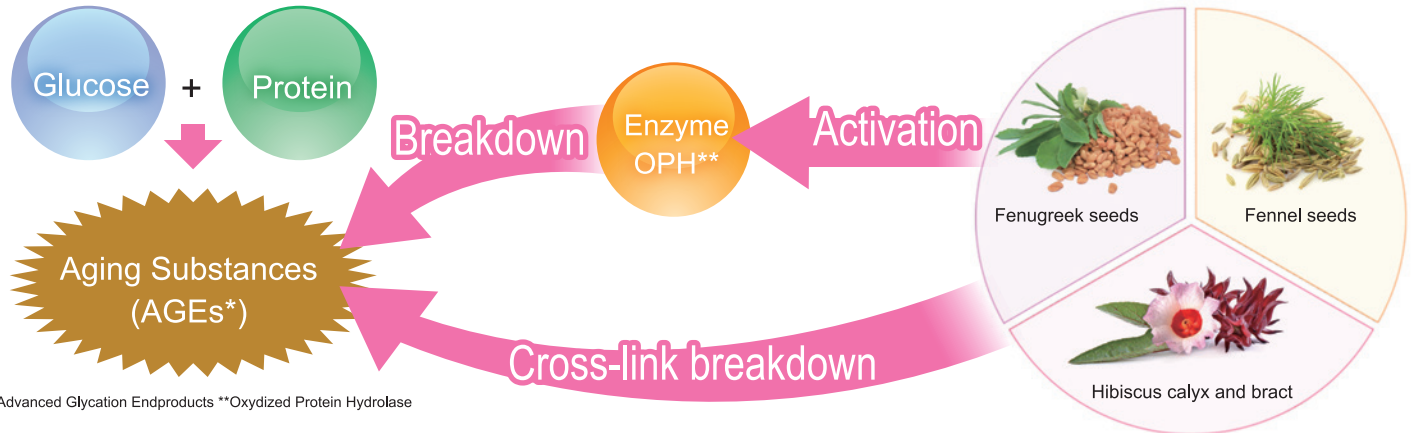 Glucose
+
Protein
Breakdown
Enzyme
OPH**
Activation
Fenugreek seeds
Fennel seeds
Aging Substances
(AGEs*)
Cross-link breakdown
Hibiscus calyx and bract
Advanced Glycation Endproducts **Oxydized Protein Hydrolase